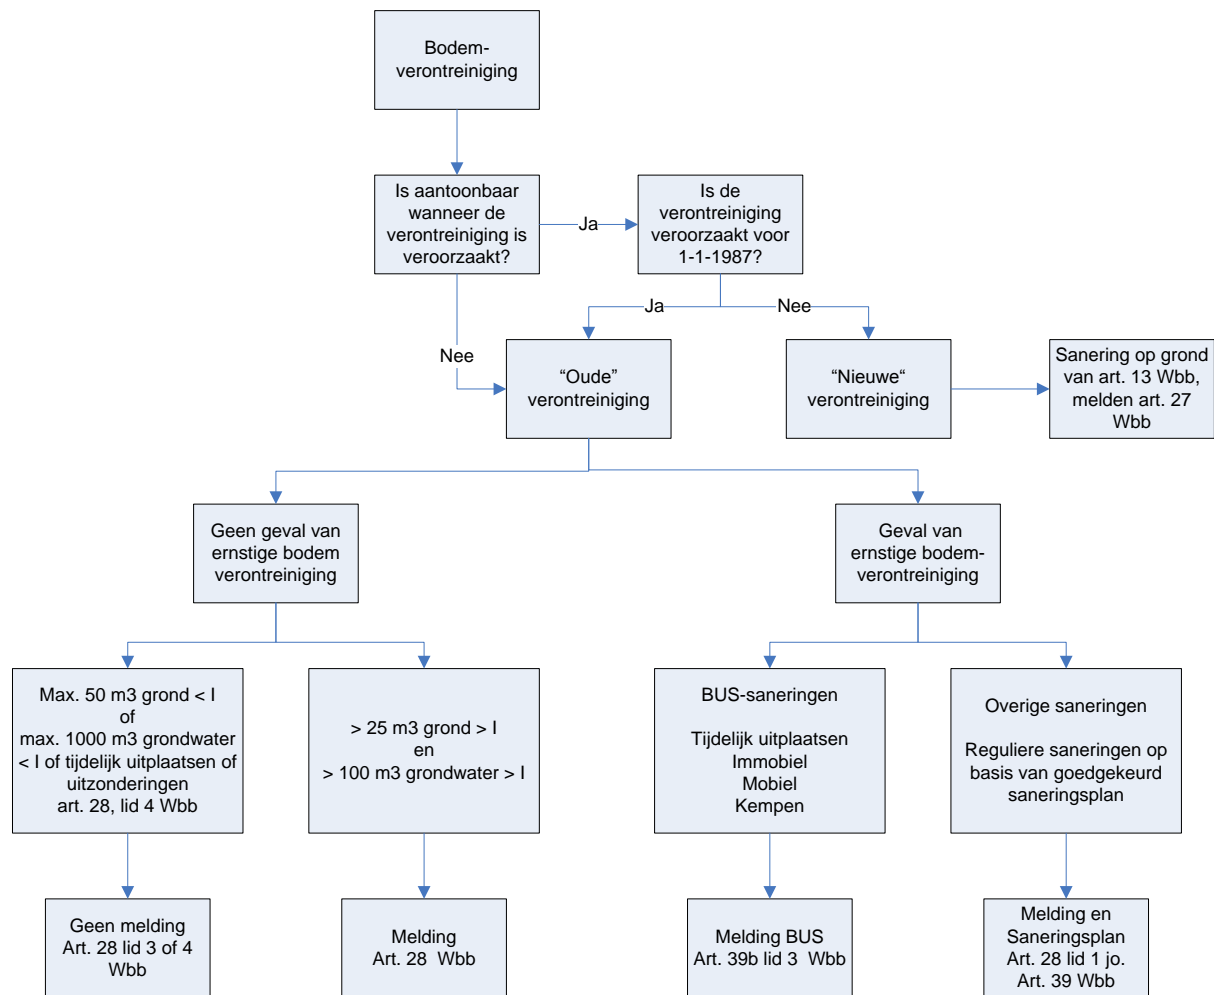 Bodem-
verontreiniging
Is aantoonbaar
wanneer de
verontreiniging is
veroorzaakt?
Ja
Is de
verontreiniging
veroorzaakt voor
1-1-1987?
Ja
Nee
Nee
“Oude”
verontreiniging
“Nieuwe“
verontreiniging
Sanering op grond
van art. 13 Wbb,
melden art. 27
Wbb
Geen geval van
ernstige bodem
verontreiniging
Geval van
ernstige bodem-
verontreiniging
Max. 50 m3 grond < I
of
max. 1000 m3 grondwater
< I of tijdelijk uitplaatsen of
uitzonderingen
art. 28, lid 4 Wbb
> 25 m3 grond > I
en
> 100 m3 grondwater > I
BUS-saneringen
Tijdelijk uitplaatsen
Immobiel
Mobiel
Kempen
Overige saneringen
Reguliere saneringen op
basis van goedgekeurd
saneringsplan
Geen melding
Art. 28 lid 3 of 4
Wbb
Melding
Art. 28 Wbb
Melding BUS
Art. 39b lid 3 Wbb
Melding en
Saneringsplan
Art. 28 lid 1 jo.
Art. 39 Wbb